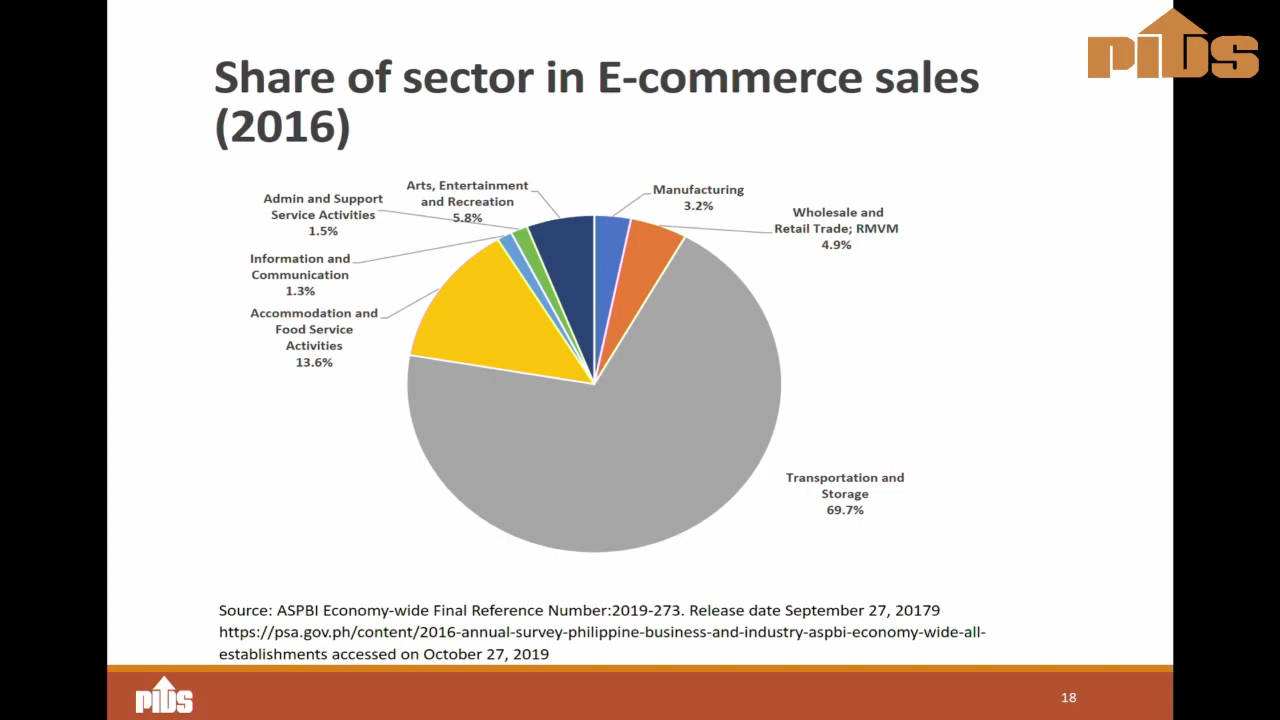 PIDS
Share of sector in E-commerce sales
(2016)
Arts, Entertainment
and Recreation
5.8%
Manufacturing
3.2%
Admin and Support
Service Activities
1.5%
Wholesale and
Retail Trade; RMVM
4.9%
Information and
Communication
1.3%
Accommodation and
Food Service
Activities
13.6%
Transportation and
Storage
69.7%
Source: ASPBI Economy-wide Final Reference Number:2019-273. Release date September 27, 20179
https://psa.gov.ph/content/2016-annual-survey-philippine-business-and-industry-aspbi-economy-wide-all-
establishments accessed on October 27, 2019
PIDS
18